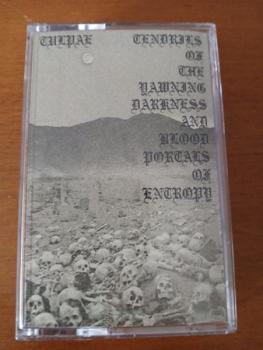 TULPAE
TENDRILS
OF
THE
YAWNING
DARKNESS
AND
BLOOD
PORTALS
OF
ENTROPY